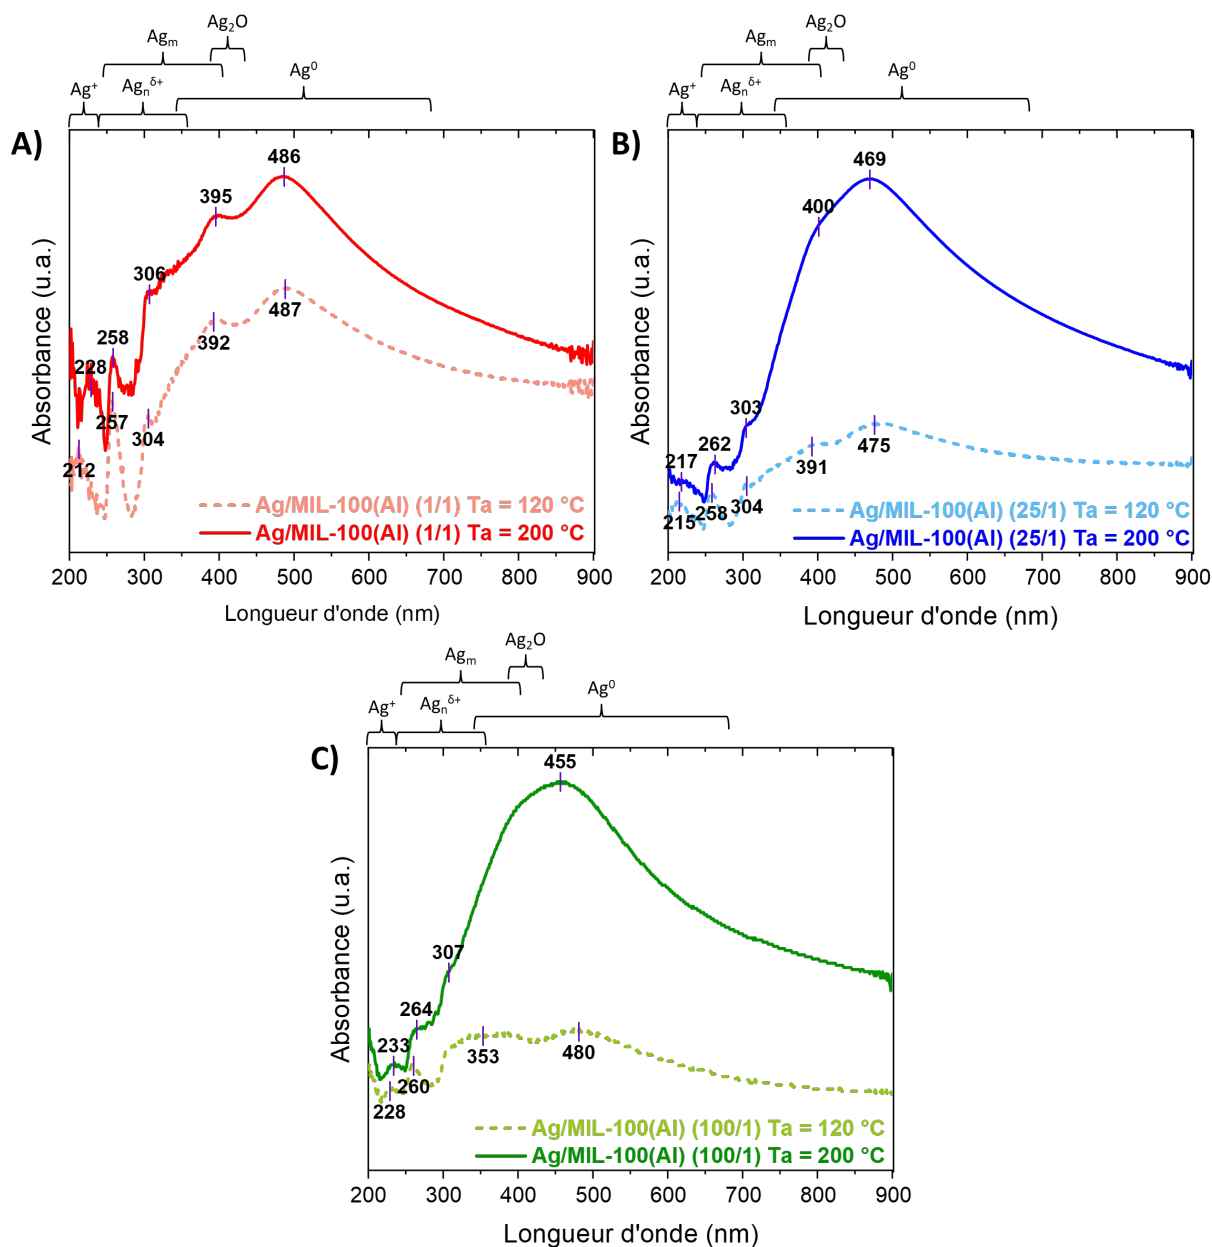 Ag₂O
Ag₂O
Agₘ
Agₘ
Ag⁺
Agₙᵟ⁺
Ag⁰
Ag⁺
Agₙᵟ⁺
Ag⁰
A)
Absorbance (u.a.)
486
395
306
258
228
487
392
257
304
212
Ag/MIL-100(Al) (1/1) Ta = 120 °C
Ag/MIL-100(Al) (1/1) Ta = 200 °C
200 300 400 500 600 700 800 900
Longueur d'onde (nm)
B)
Absorbance (u.a.)
469
400
303
262
217
475
391
304
258
215
Ag/MIL-100(Al) (25/1) Ta = 120 °C
Ag/MIL-100(Al) (25/1) Ta = 200 °C
200 300 400 500 600 700 800 900
Longueur d'onde (nm)
Ag₂O
Agₘ
Ag⁺
Agₙᵟ⁺
Ag⁰
C)
Absorbance (u.a.)
455
307
264
233
353
480
260
228
Ag/MIL-100(Al) (100/1) Ta = 120 °C
Ag/MIL-100(Al) (100/1) Ta = 200 °C
200 300 400 500 600 700 800 900
Longueur d'onde (nm)